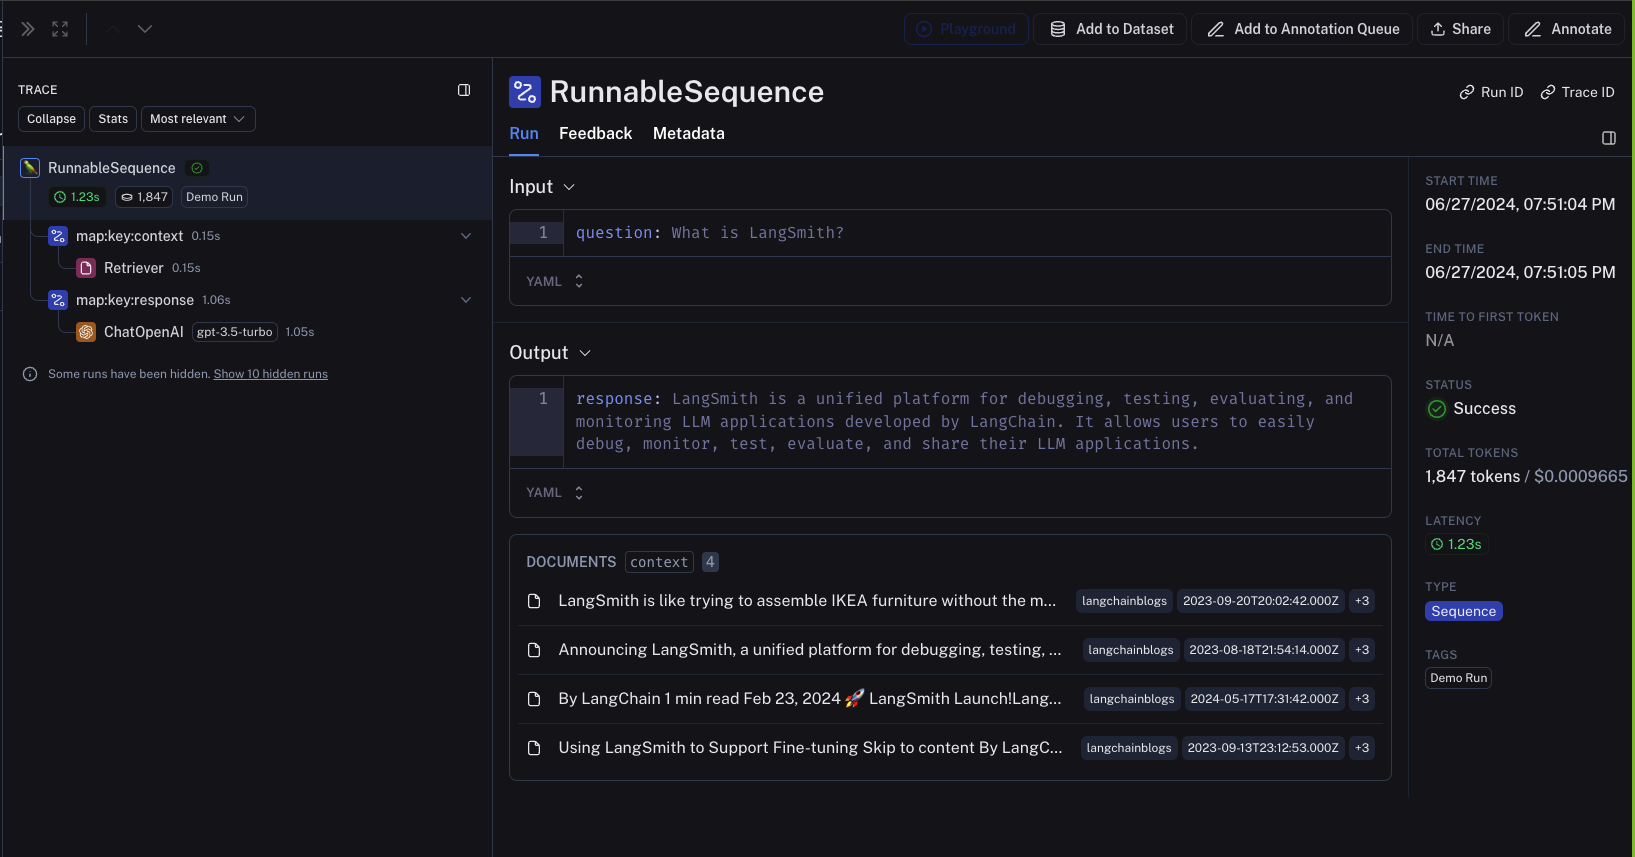 Playground
Add to Dataset
Add to Annotation Queue
Share
Annotate
TRACE
Collapse
Stats
Most relevant
RunnableSequence
1.23s
1,847
Demo Run
map:key:context 0.15s
Retriever 0.15s
map:key:response 1.06s
ChatOpenAI gpt-3.5-turbo 1.05s
Some runs have been hidden. Show 10 hidden runs
RunnableSequence
Run ID
Trace ID
Run
Feedback
Metadata
Input
1
question: What is LangSmith?
YAML
Output
1
response: LangSmith is a unified platform for debugging, testing, evaluating, and
monitoring LLM applications developed by LangChain. It allows users to easily
debug, monitor, test, evaluate, and share their LLM applications.
YAML
DOCUMENTS context 4
LangSmith is like trying to assemble IKEA furniture without the m... langchainblogs 2023-09-20T20:02:42.000Z +3
Announcing LangSmith, a unified platform for debugging, testing, ... langchainblogs 2023-08-18T21:54:14.000Z +3
By LangChain 1 min read Feb 23, 2024 🚀 LangSmith Launch!Lang... langchainblogs 2024-05-17T17:31:42.000Z +3
Using LangSmith to Support Fine-tuning Skip to content By LangC... langchainblogs 2023-09-13T23:12:53.000Z +3
START TIME
06/27/2024, 07:51:04 PM
END TIME
06/27/2024, 07:51:05 PM
TIME TO FIRST TOKEN
N/A
STATUS
Success
TOTAL TOKENS
1,847 tokens / $0.0009665
LATENCY
1.23s
TYPE
Sequence
TAGS
Demo Run